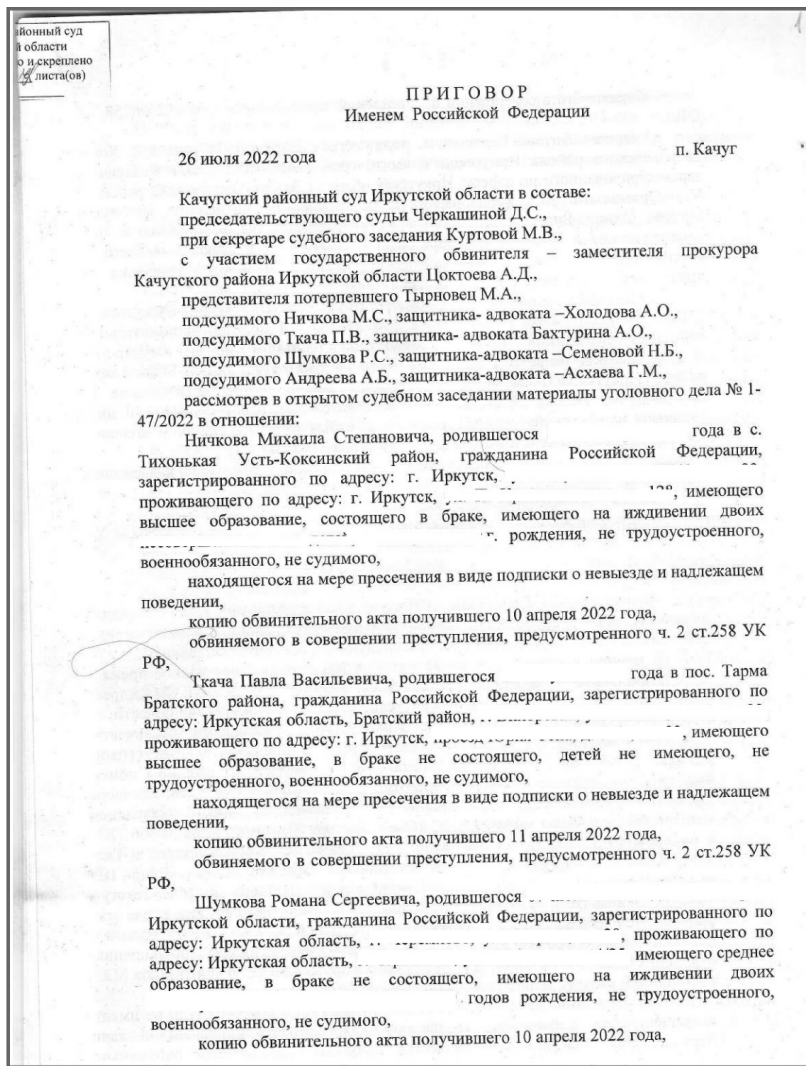 йонный суд
й области
о и скреплено
листа(ов)
1
П Р И Г О В О Р
Именем Российской Федерации
26 июля 2022 года п. Качуг
Качугский районный суд Иркутской области в составе:
председательствующего судьи Черкашиной Д.С.,
при секретаре судебного заседания Куртовой М.В.,
с участием государственного обвинителя – заместителя прокурора
Качугского района Иркутской области Цоктоева А.Д.,
представителя потерпевшего Тырновец М.А.,
подсудимого Ничкова М.С., защитника- адвоката –Холодова А.О.,
подсудимого Ткача П.В., защитника- адвоката Бахтурина А.О.,
подсудимого Шумкова Р.С., защитника-адвоката –Семеновой Н.Б.,
подсудимого Андреева А.Б., защитника-адвоката –Асхаева Г.М.,
рассмотрев в открытом судебном заседании материалы уголовного дела № 1-
47/2022 в отношении:
Ничкова Михаила Степановича, родившегося года в с.
Тихонькая Усть-Коксинский район, гражданина Российской Федерации,
зарегистрированного по адресу: г. Иркутск,
проживающего по адресу: г. Иркутск, , имеющего
высшее образование, состоящего в браке, имеющего на иждивении двоих
г. рождения, не трудоустроенного,
военнообязанного, не судимого,
находящегося на мере пресечения в виде подписки о невыезде и надлежащем
поведении,
копию обвинительного акта получившего 10 апреля 2022 года,
обвиняемого в совершении преступления, предусмотренного ч. 2 ст.258 УК
РФ,
Ткача Павла Васильевича, родившегося года в пос. Тарма
Братского района, гражданина Российской Федерации, зарегистрированного по
адресу: Иркутская область, Братский район,
проживающего по адресу: г. Иркутск, , имеющего
высшее образование, в браке не состоящего, детей не имеющего, не
трудоустроенного, военнообязанного, не судимого,
находящегося на мере пресечения в виде подписки о невыезде и надлежащем
поведении,
копию обвинительного акта получившего 11 апреля 2022 года,
обвиняемого в совершении преступления, предусмотренного ч. 2 ст.258 УК
РФ,
Шумкова Романа Сергеевича, родившегося
Иркутской области, гражданина Российской Федерации, зарегистрированного по
адресу: Иркутская область, , проживающего по
адресу: Иркутская область, имеющего среднее
образование, в браке не состоящего, имеющего на иждивении двоих
годов рождения, не трудоустроенного,
военнообязанного, не судимого,
копию обвинительного акта получившего 10 апреля 2022 года,